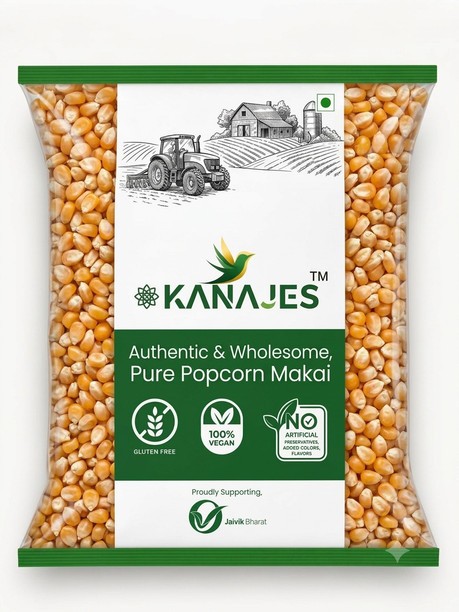 KANAJES TM
Authentic & Wholesome,
Pure Popcorn Makai
GLUTEN FREE
100%
VEGAN
NO
ARTIFICIAL
PRESERVATIVES,
ADDED COLORS,
FLAVORS
Proudly Supporting,
Jaivik Bharat